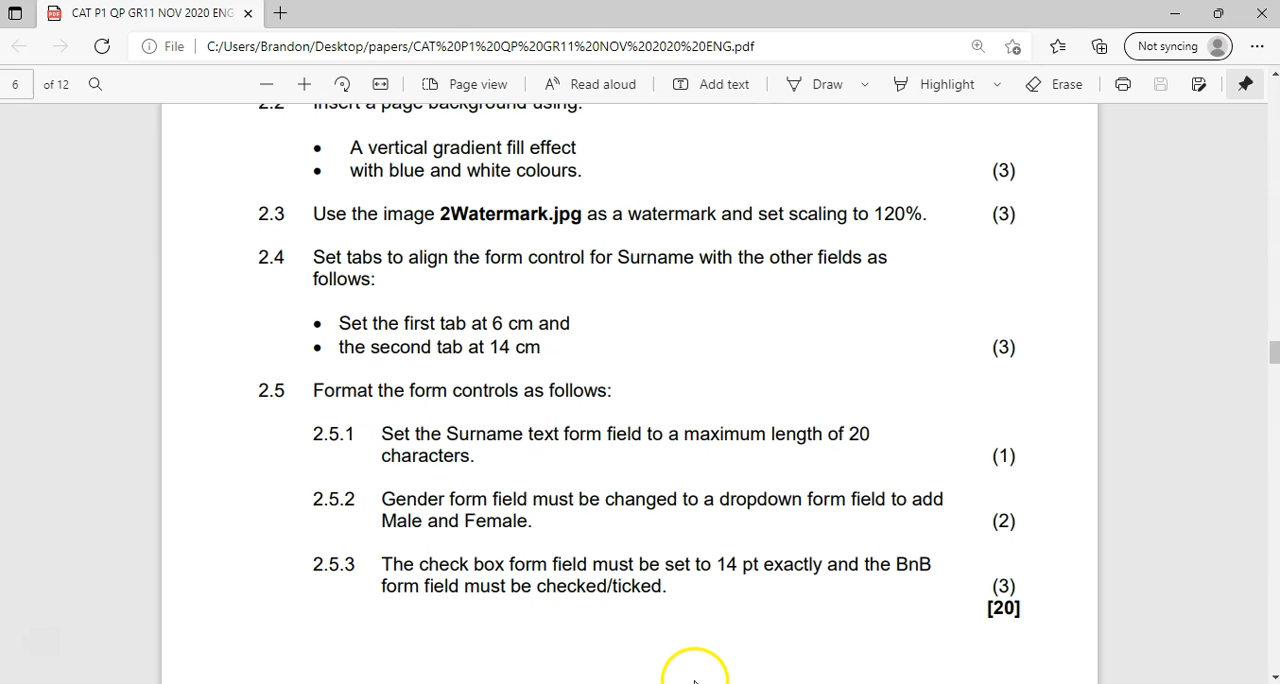 CAT P1 QP GR11 NOV 2020 ENG
File
C:/Users/Brandon/Desktop/papers/CAT%20P1%20QP%20GR11%20NOV%202020%20ENG.pdf
Not syncing
6 of 12
Page view
Read aloud
Add text
Draw
Highlight
Erase
2.2 Insert a page background using:
• A vertical gradient fill effect
• with blue and white colours. (3)
2.3 Use the image 2Watermark.jpg as a watermark and set scaling to 120%. (3)
2.4 Set tabs to align the form control for Surname with the other fields as
follows:
• Set the first tab at 6 cm and
• the second tab at 14 cm (3)
2.5 Format the form controls as follows:
2.5.1 Set the Surname text form field to a maximum length of 20
characters. (1)
2.5.2 Gender form field must be changed to a dropdown form field to add
Male and Female. (2)
2.5.3 The check box form field must be set to 14 pt exactly and the BnB
form field must be checked/ticked. (3)
[20]